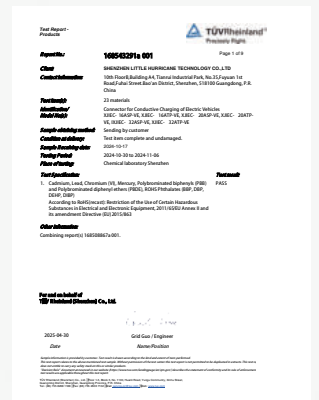 Test Report -
Products
TÜVRheinland®
Precisely Right.
Report No.: 168543291a 001 Page 1 of 9
Client: SHENZHEN LITTLE HURRICANE TECHNOLOGY CO.,LTD
Contact Information: 10th Floor,Building A4, Tianrui Industrial Park, No.35,Fuyuan 1st
Road,Fuhai Street,Bao'an District, Shenzhen, 518100 Guangdong, P.R.
China
Test item(s): 23 materials
Identification/ Connector for Conductive Charging of Electric Vehicles
Model No(s): XJIEC- 16ASP-VE, XJIEC- 16ATP-VE, XJIEC- 20ASP-VE, XJIEC- 20ATP-
VE, XJIEC- 32ASP-VE, XJIEC- 32ATP-VE
Sample obtaining method: Sending by customer
Condition at delivery: Test item complete and undamaged.
Sample Receiving date: 2024-10-17
Testing Period: 2024-10-30 to 2024-11-06
Place of testing: Chemical laboratory Shenzhen
Test Specification: Test result:
1. Cadmium, Lead, Chromium (VI), Mercury, Polybrominated biphenyls (PBB) PASS
and Polybrominated diphenyl ethers (PBDE), ROHS Phthalates (BBP, DBP,
DEHP, DIBP)
According to RoHS(recast): Restriction of the Use of Certain Hazardous
Substances in Electrical and Electronic Equipment, 2011/65/EU Annex II and
its amendment Directive (EU) 2015/863
Other Information:
Combining report(s) 168508867a 001.
For and on behalf of
TÜV Rheinland (Shenzhen) Co., Ltd.
2025-04-30 Grid Guo / Engineer
Date Name/Position